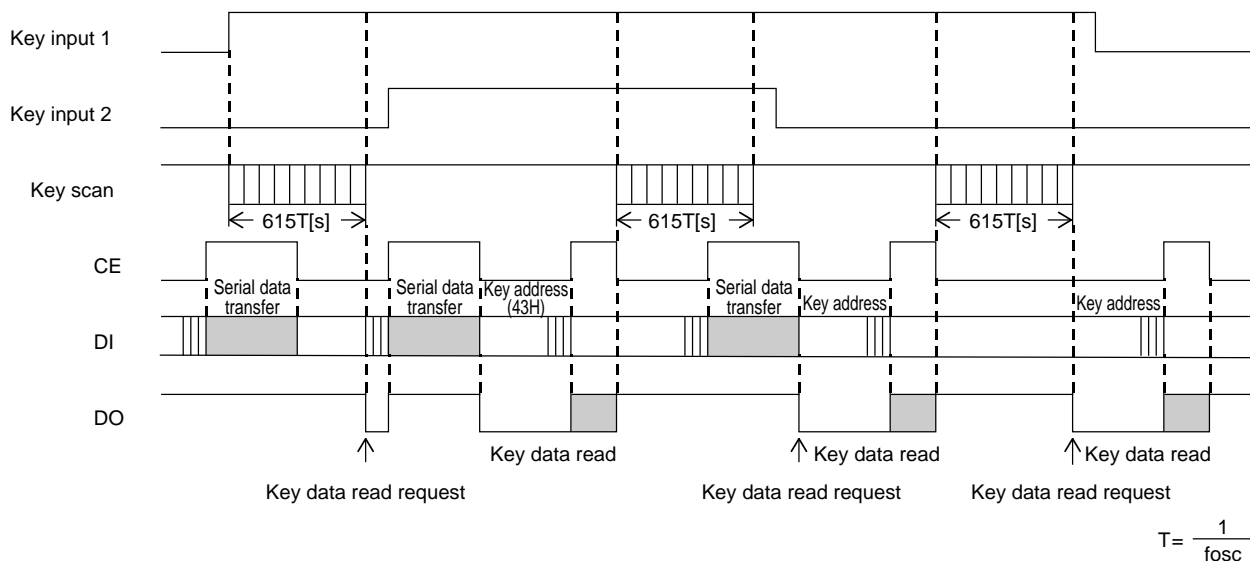 Key input 1
Key input 2
Key scan
615T[s] 615T[s] 615T[s]
CE
Serial data transfer Serial data transfer Key address (43H) Serial data transfer Key address Key address
DI
DO
Key data read Key data read Key data read
Key data read request Key data read request Key data read request
T= 1
fosc